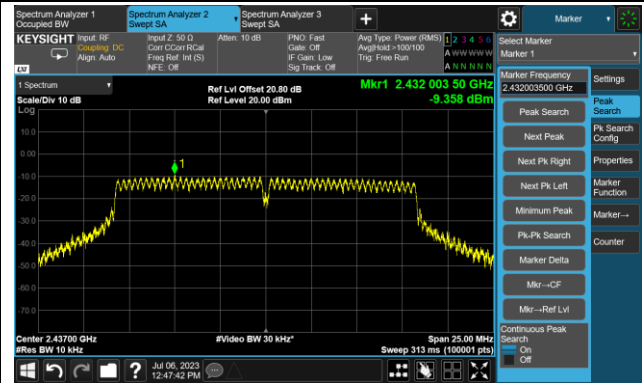 Spectrum Analyzer 1
Occupied BW
Spectrum Analyzer 2
Swept SA
Spectrum Analyzer 3
Swept SA
Marker
KEYSIGHT
Input: RF
Coupling: DC
Align: Auto
Input Z: 50 Ω
Corr CCorr RCal
Freq Ref: Int (S)
NFE: Off
Atten: 10 dB
PNO: Fast
Gate: Off
IF Gain: Low
Sig Track: Off
Avg Type: Power (RMS)
Avg|Hold >100/100
Trig: Free Run
1 2 3 4 5 6
A W W W W W
A N N N N N
LXI
Select Marker
Marker 1
1 Spectrum
Scale/Div 10 dB
Log
Ref Lvl Offset 20.80 dB
Ref Level 20.00 dBm
Mkr1 2.432 003 50 GHz
-9.358 dBm
10.0
0.00
-10.0
-20.0
-30.0
-40.0
-50.0
-60.0
-70.0
1
Center 2.43700 GHz
#Res BW 10 kHz
#Video BW 30 kHz*
Span 25.00 MHz
Sweep 313 ms (100001 pts)
Marker Frequency
2.432003500 GHz
Peak Search
Next Peak
Next Pk Right
Next Pk Left
Minimum Peak
Pk-Pk Search
Marker Delta
Mkr→CF
Mkr→Ref Lvl
Continuous Peak
Search
On
Off
Settings
Peak
Search
Pk Search
Config
Properties
Marker
Function
Marker→
Counter
Jul 06, 2023
12:47:42 PM